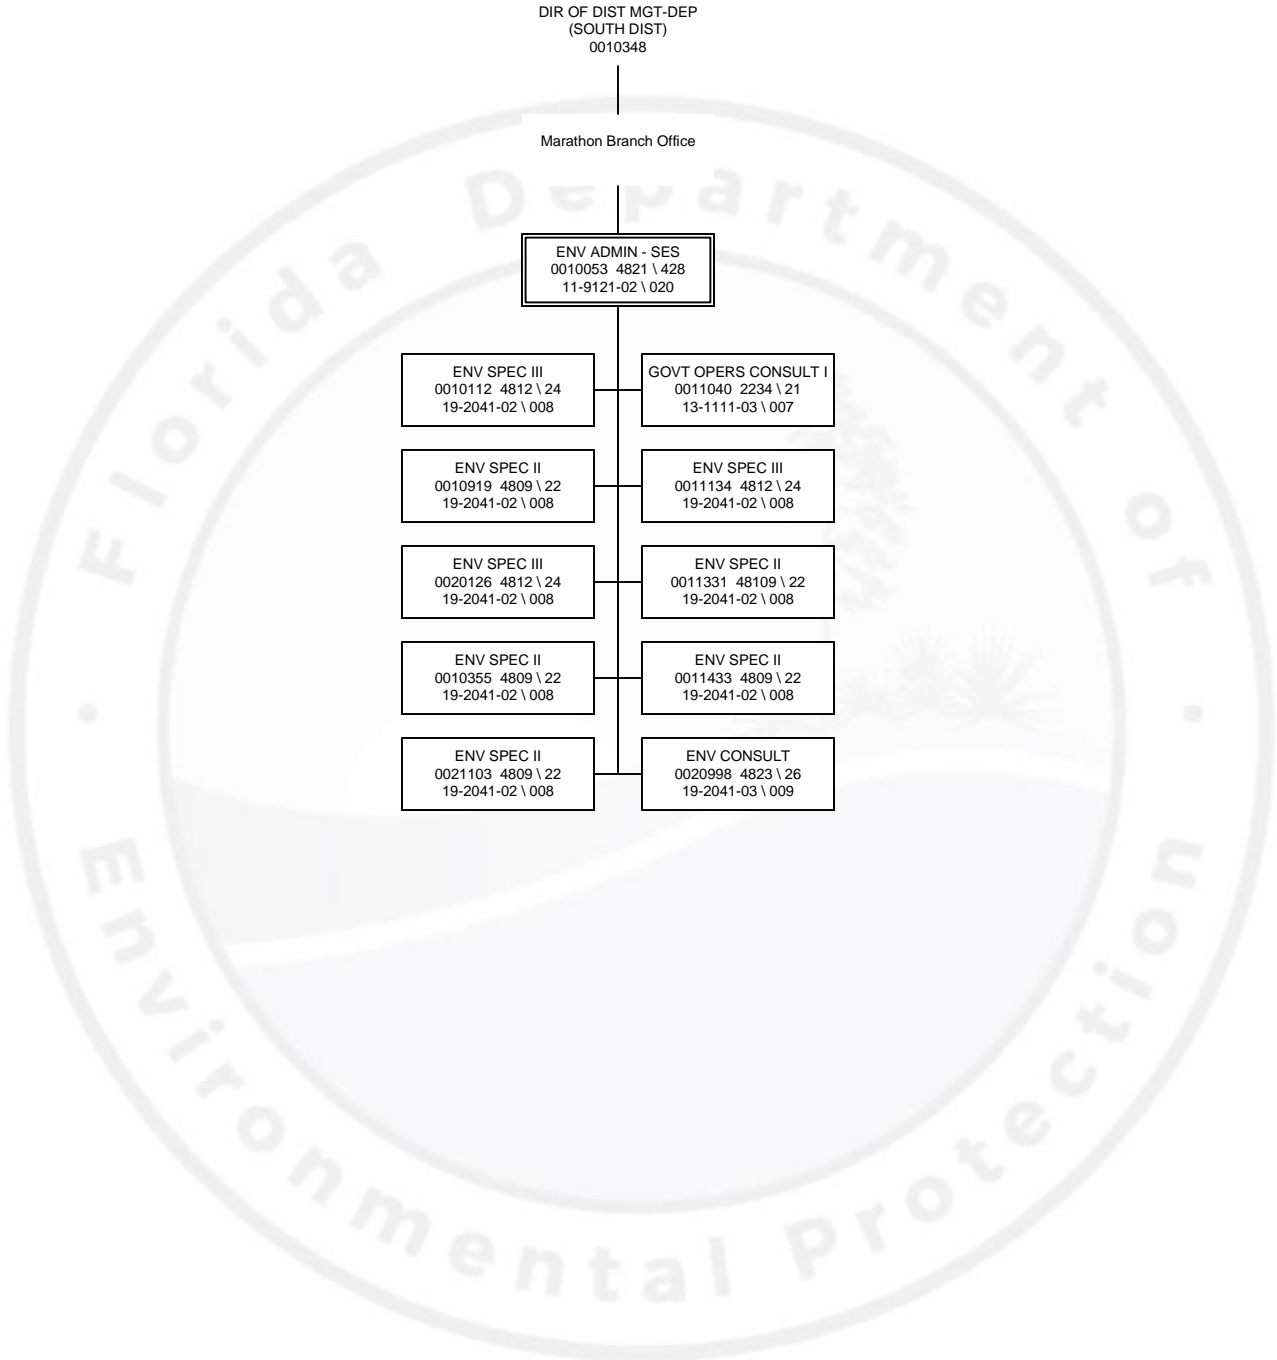 DIR OF DIST MGT-DEP
(SOUTH DIST)
0010348
Marathon Branch Office
ENV ADMIN - SES
0010053 4821 \ 428
11-9121-02 \ 020
ENV SPEC III
0010112 4812 \ 24
19-2041-02 \ 008
GOVT OPERS CONSULT I
0011040 2234 \ 21
13-1111-03 \ 007
ENV SPEC II
0010919 4809 \ 22
19-2041-02 \ 008
ENV SPEC III
0011134 4812 \ 24
19-2041-02 \ 008
ENV SPEC III
0020126 4812 \ 24
19-2041-02 \ 008
ENV SPEC II
0011331 48109 \ 22
19-2041-02 \ 008
ENV SPEC II
0010355 4809 \ 22
19-2041-02 \ 008
ENV SPEC II
0011433 4809 \ 22
19-2041-02 \ 008
ENV SPEC II
0021103 4809 \ 22
19-2041-02 \ 008
ENV CONSULT
0020998 4823 \ 26
19-2041-03 \ 009
Florida Department of
Environmental Protection